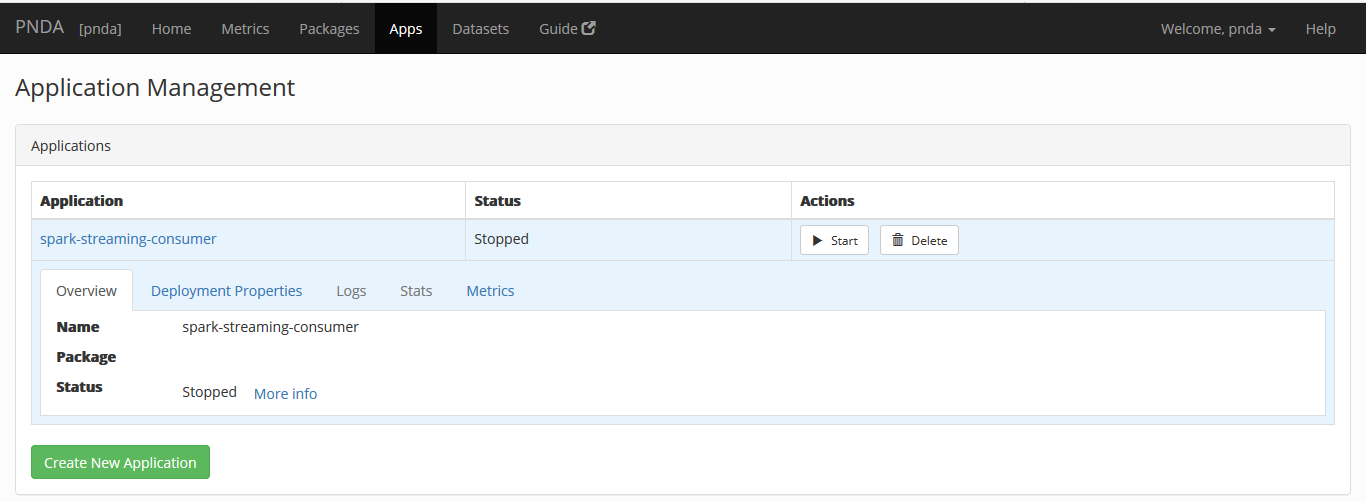 PNDA [pnda] Home Metrics Packages Apps Datasets Guide Welcome, pnda Help
Application Management
Applications
Application Status Actions
spark-streaming-consumer Stopped Start Delete
Overview Deployment Properties Logs Stats Metrics
Name spark-streaming-consumer
Package
Status Stopped More info
Create New Application